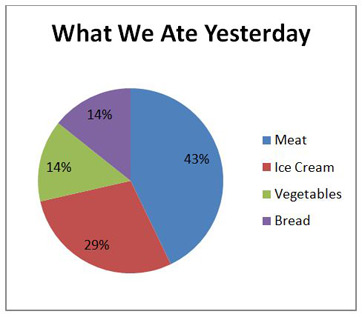 What We Ate Yesterday
14%
43%
14%
29%
Meat
Ice Cream
Vegetables
Bread